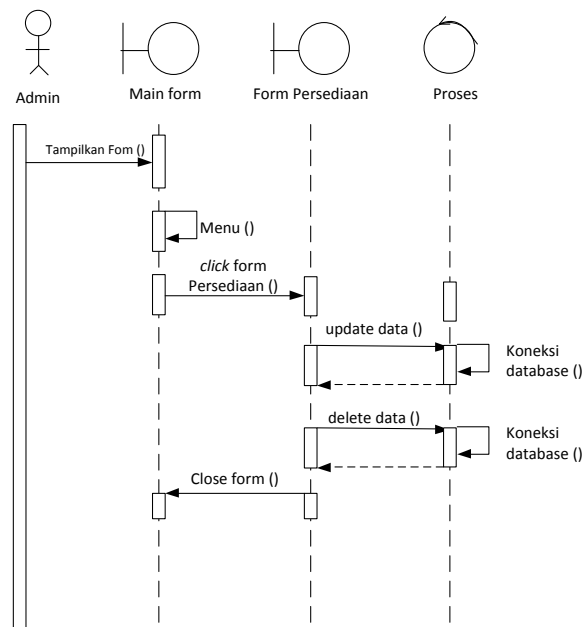 Admin
Main form
Form Persediaan
Proses
Tampilkan Fom ()
Menu ()
click form
Persediaan ()
update data ()
Koneksi
database ()
delete data ()
Koneksi
database ()
Close form ()